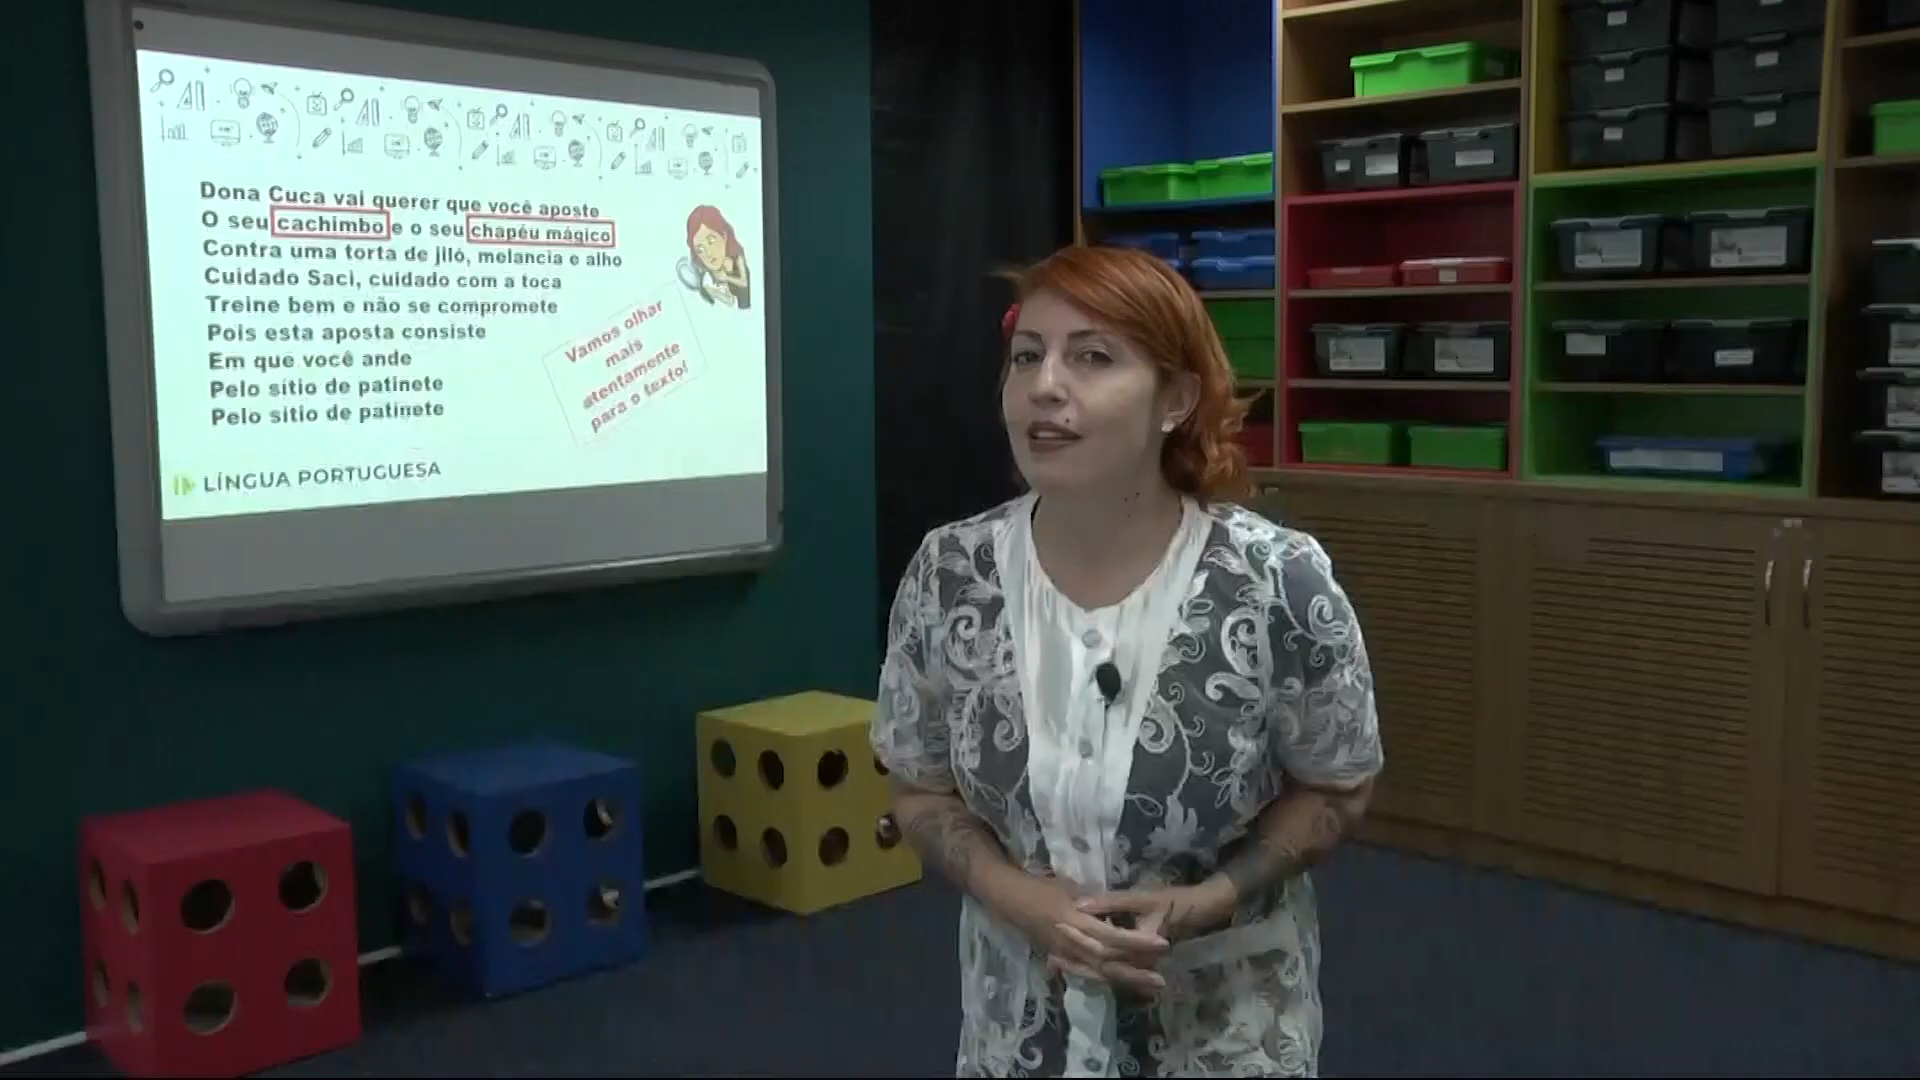 Dona Cuca vai querer que você aposte
O seu cachimbo e o seu chapéu mágico
Contra uma torta de jiló, melancia e alho
Cuidado Saci, cuidado com a toca
Treine bem e não se compromete
Pois esta aposta consiste
Em que você ande
Pelo sítio de patinete
Pelo sítio de patinete
Vamos olhar
mais
atentamente
para o texto!
LÍNGUA PORTUGUESA